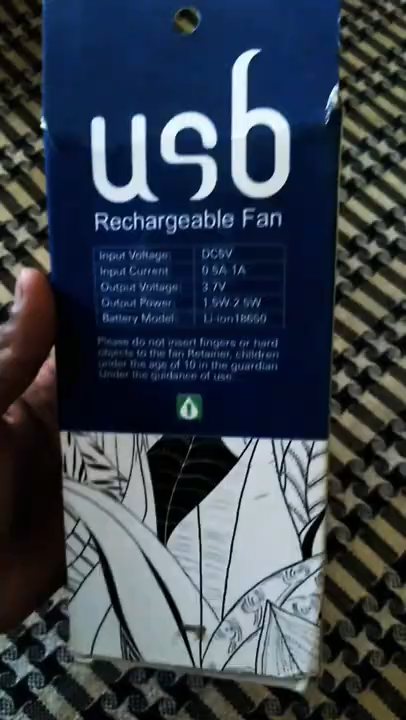 usb
Rechargeable Fan
Input Voltage: DC5V
Input Current: 0.5A-1A
Output Voltage: 3.7V
Output Power: 1.5W-2.5W
Battery Model: Li-ion18650
Please do not insert fingers or hard
objects to the fan Retainer, children
under the age of 10 in the guardian
Under the guidance of use.